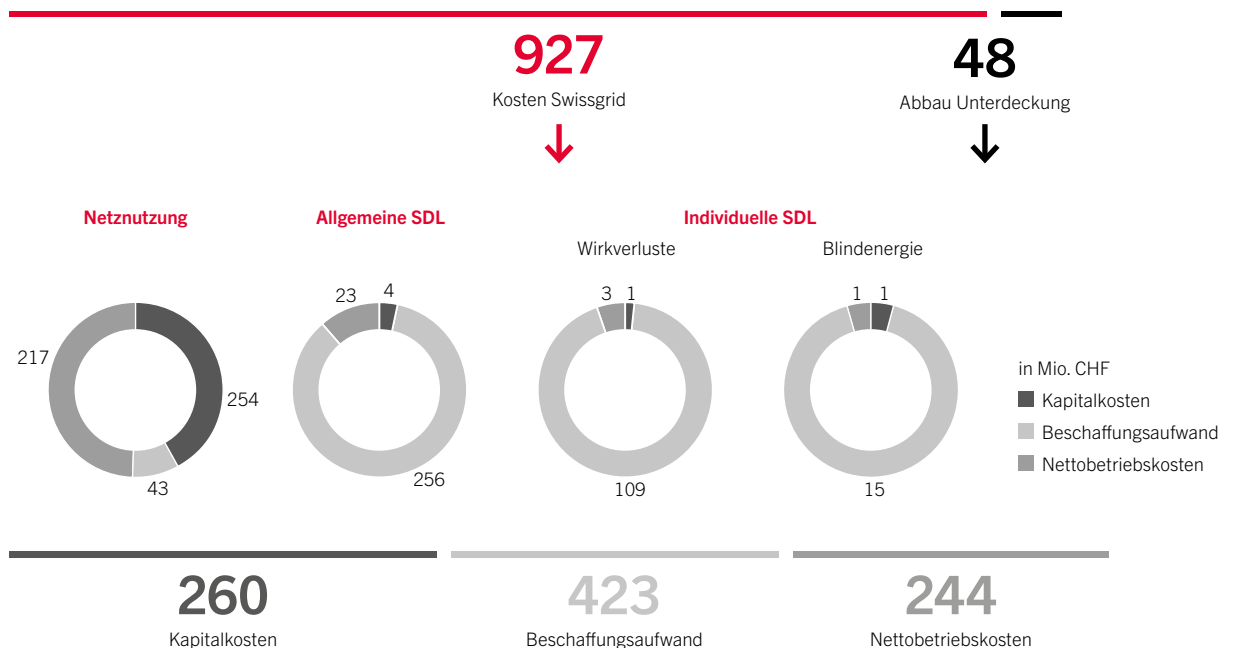 927
Kosten Swissgrid
48
Abbau Unterdeckung
Netznutzung
217
254
43
Allgemeine SDL
23
4
256
Individuelle SDL
Wirkverluste
3
1
109
Blindenergie
1
1
15
in Mio. CHF
Kapitalkosten
Beschaffungsaufwand
Nettobetriebskosten
260
Kapitalkosten
423
Beschaffungsaufwand
244
Nettobetriebskosten